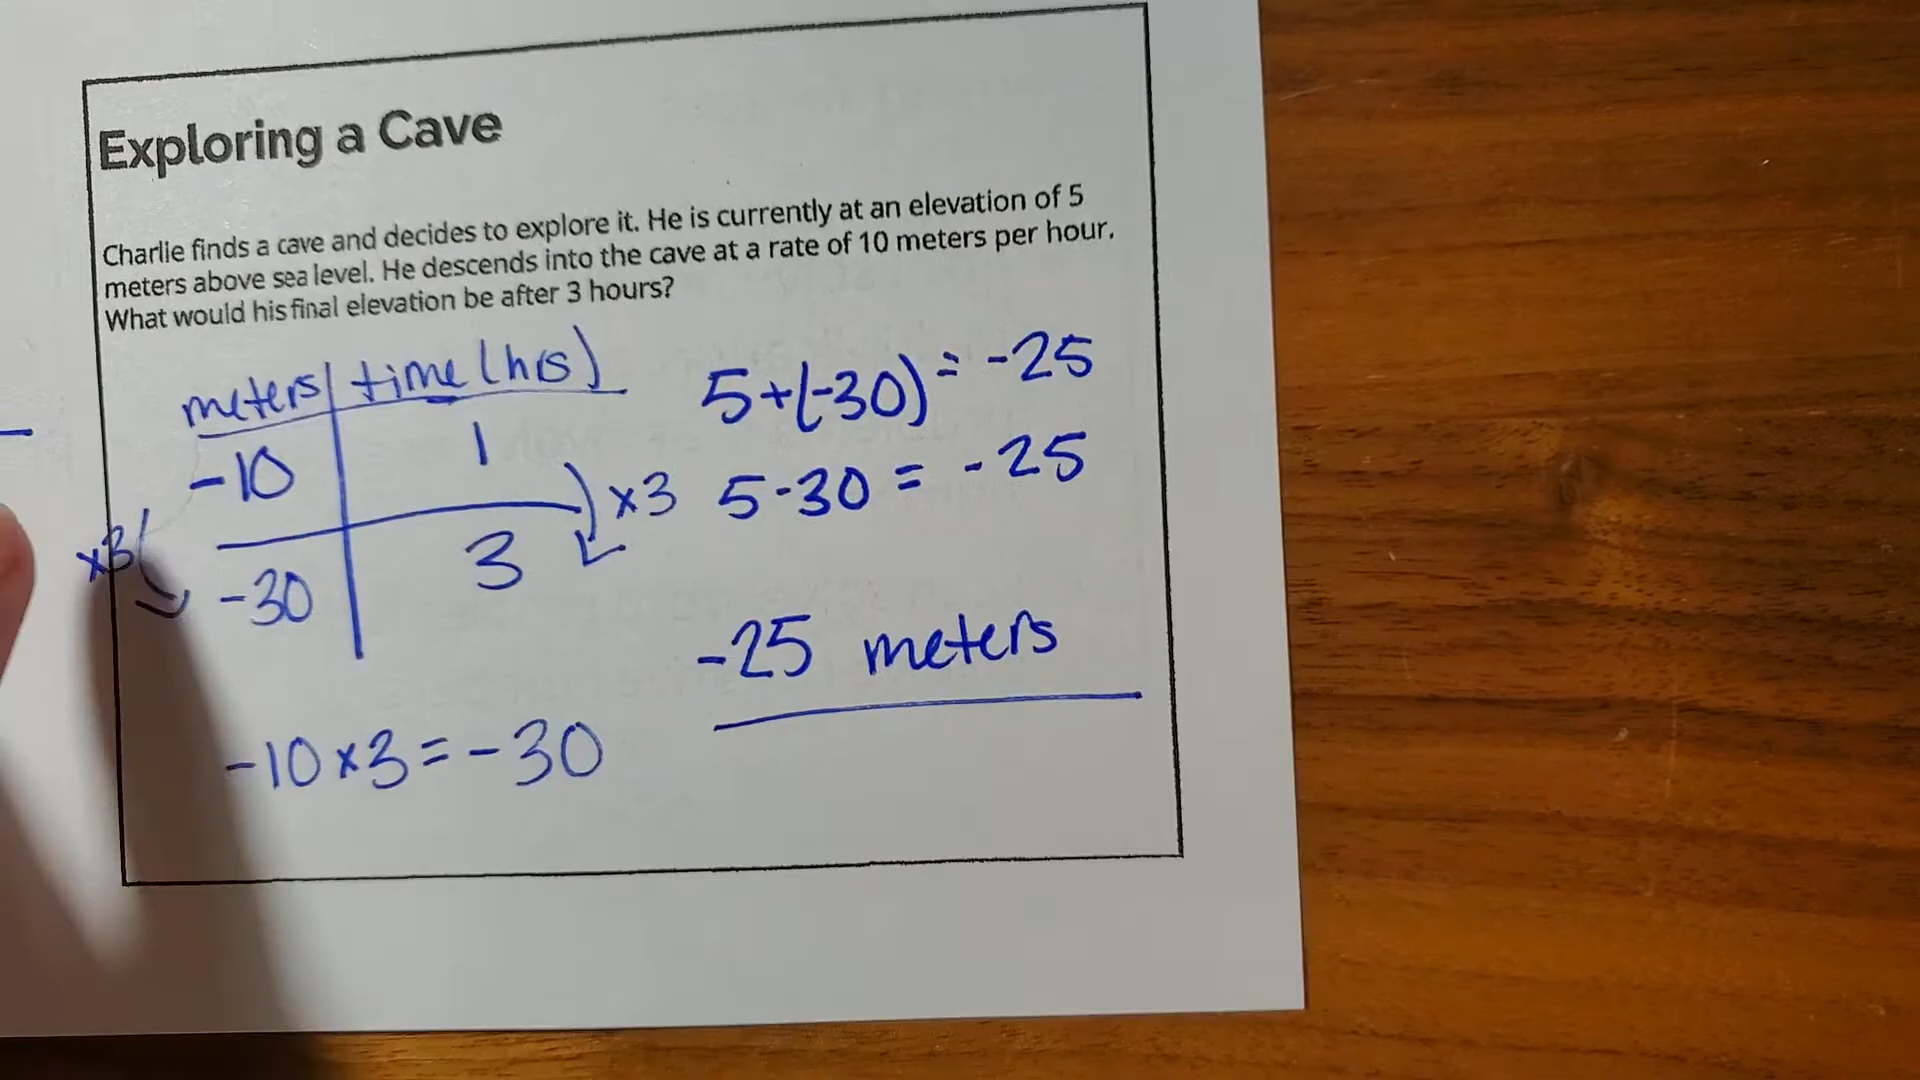 Exploring a Cave
Charlie finds a cave and decides to explore it. He is currently at an elevation of 5
meters above sea level. He descends into the cave at a rate of 10 meters per hour.
What would his final elevation be after 3 hours?
meters time (hrs)
-10 1
×3
-30 3
×3
-10 × 3 = -30
5+(-30) = -25
5-30 = -25
-25 meters